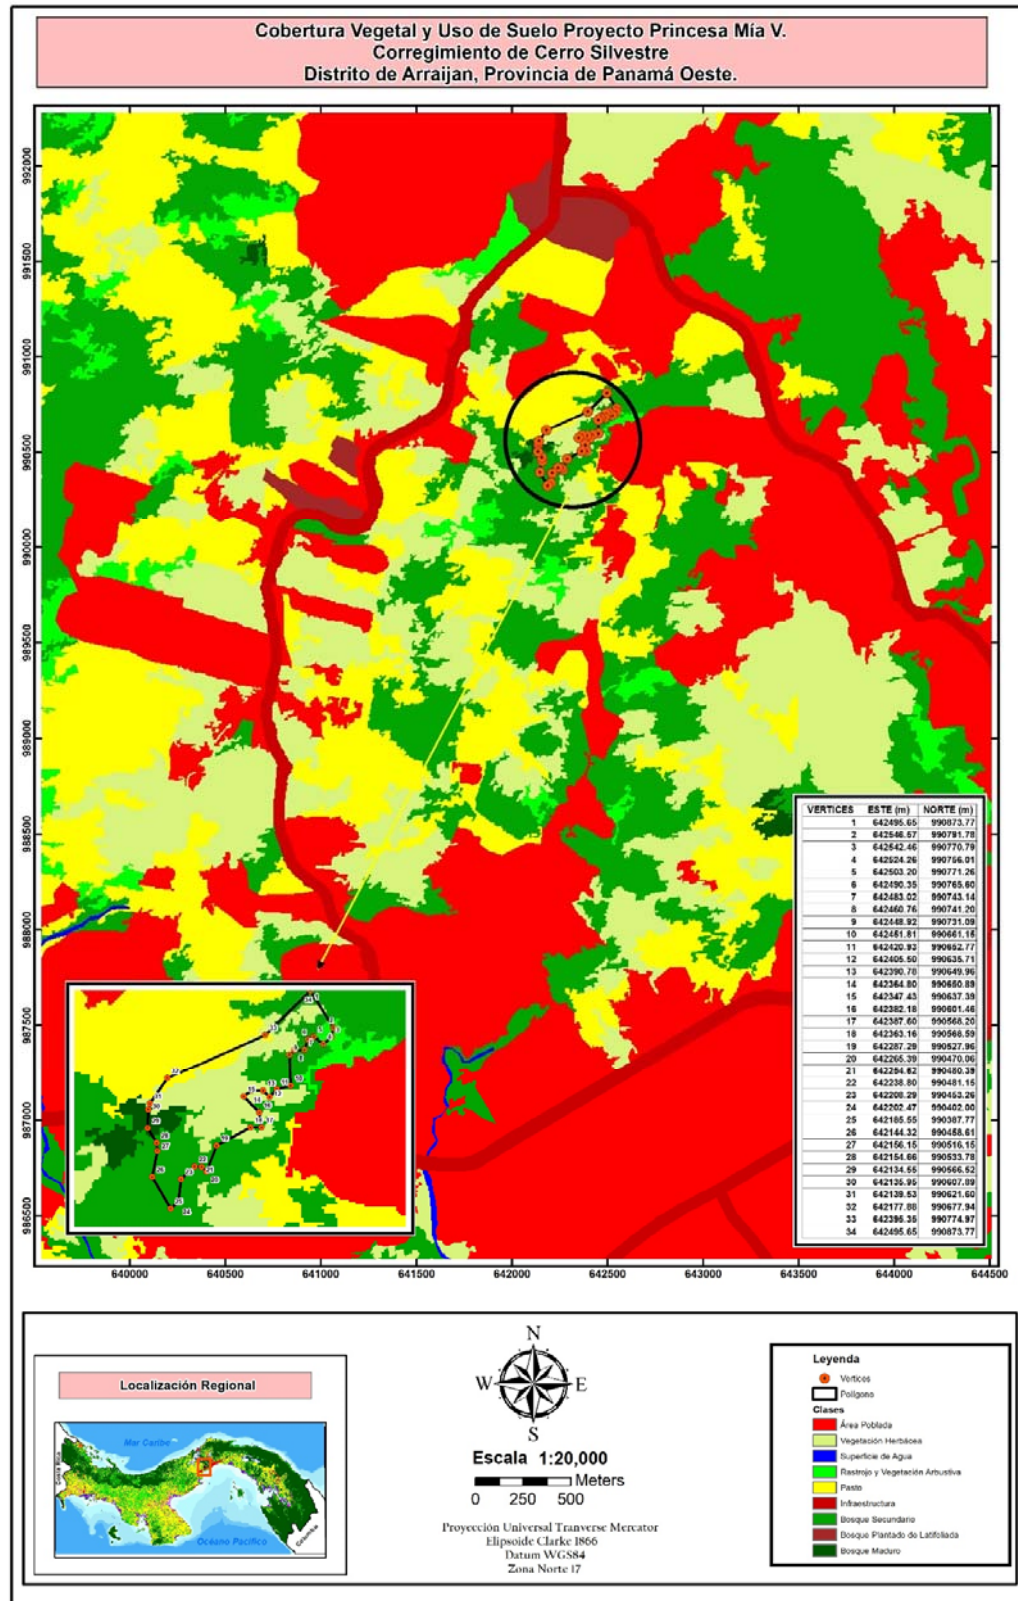 Cobertura Vegetal y Uso de Suelo Proyecto Princesa Mía V.
Corregimiento de Cerro Silvestre
Distrito de Arraijan, Provincia de Panamá Oeste.
992000
991500
991000
990500
990000
989500
989000
988500
988000
987500
987000
986500
640000 640500 641000 641500 642000 642500 643000 643500 644000 644500
VERTICES ESTE (m) NORTE (m)
1 642495.65 990873.77
2 642546.57 990791.78
3 642542.46 990770.79
4 642524.26 990756.01
5 642503.20 990771.26
6 642490.35 990765.60
7 642483.02 990743.14
8 642460.76 990741.20
9 642448.92 990731.09
10 642451.81 990661.15
11 642420.93 990652.77
12 642405.50 990635.71
13 642390.78 990649.96
14 642364.80 990650.89
15 642347.43 990637.39
16 642382.18 990601.46
17 642387.60 990568.20
18 642363.16 990568.59
19 642287.29 990527.96
20 642265.39 990470.06
21 642254.62 990480.39
22 642238.80 990481.15
23 642208.29 990453.26
24 642202.47 990402.00
25 642185.55 990387.77
26 642144.32 990458.61
27 642156.15 990516.15
28 642154.66 990533.78
29 642134.55 990566.52
30 642135.95 990607.89
31 642139.53 990621.60
32 642177.88 990677.94
33 642395.35 990774.97
34 642495.65 990873.77
Localización Regional
Mar Caribe
Costa Rica
Océano Pacífico
Colombia
N
W E
S
Escala 1:20,000
Meters
0 250 500
Proyección Universal Tranverse Mercator
Elipsoide Clarke 1866
Datum WGS84
Zona Norte 17
Leyenda
Vertices
Polígono
Clases
Área Poblada
Vegetación Herbácea
Superficie de Agua
Rastrojo y Vegetación Arbustiva
Pasto
Infraestructura
Bosque Secundario
Bosque Plantado de Latifoliada
Bosque Maduro